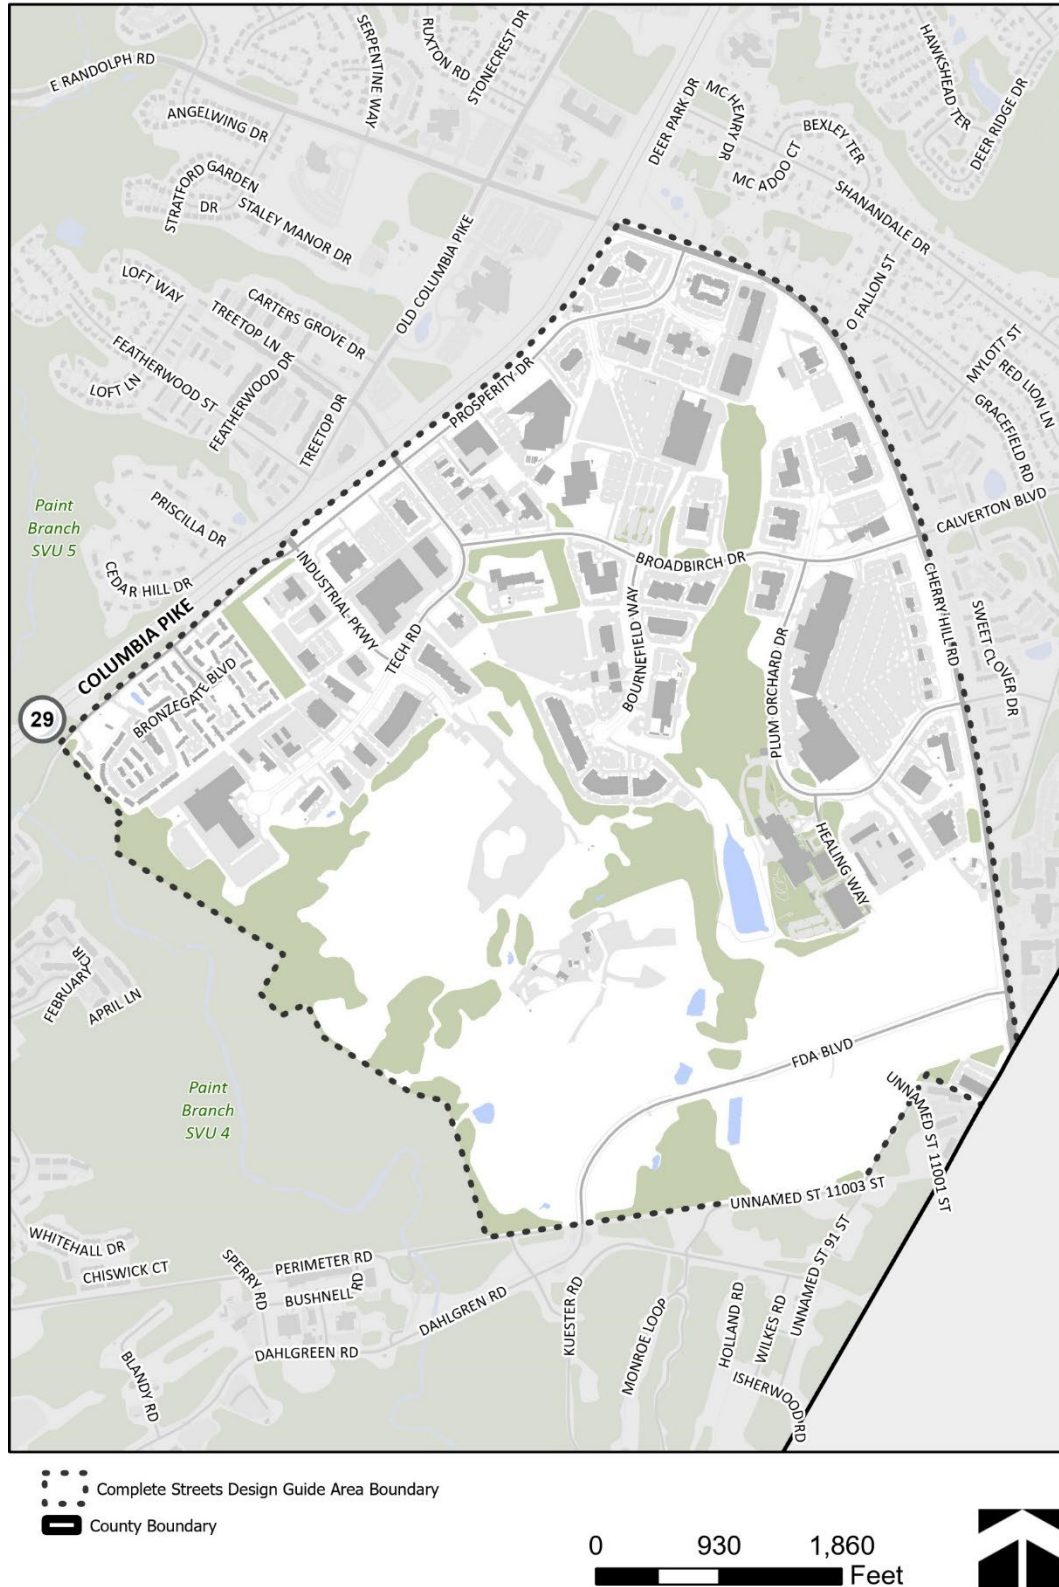 E RANDOLPH RD
SERPENTINE WAY
RUXTON RD
STONECREST DR
HAWKSHEAD TER
DEER RIDGE DR
ANGELWING DR
DEER PARK DR
MC HENRY DR
BEXLEY TER
MC ADOO CT
SHANANDALE DR
STRATFORD GARDEN
DR
STALEY MANOR DR
OLD COLUMBIA PIKE
LOFT WAY
TREETOP LN
CARTERS GROVE DR
O FALLON ST
FEATHERWOOD ST
LOFT LN
FEATHERWOOD DR
TREETOP DR
PROSPERITY DR
MYLOTT ST
RED LION LN
GRACEFIELD RD
Paint
Branch
SVU 5
PRISCILLA DR
CEDAR HILL DR
CALVERTON BLVD
INDUSTRIAL PKWY
BROADBIRCH DR
CHERRY HILL RD
COLUMBIA PIKE
TECH RD
BOURNEFIELD WAY
PLUM ORCHARD DR
SWEET CLOVER DR
BRONZEGATE BLVD
29
HEALING WAY
FEBRUARY CIR
APRIL LN
FDA BLVD
Paint
Branch
SVU 4
UNNAMED ST 11001 ST
UNNAMED ST 11003 ST
WHITEHALL DR
CHISWICK CT
SPERRY RD
PERIMETER RD
BUSHNELL RD
DAHLGREN RD
DAHLGREEN RD
BLANDY RD
KUESTER RD
MONROE LOOP
HOLLAND RD
WILKES RD
UNNAMED ST 91 ST
ISHERWOOD RD
Complete Streets Design Guide Area Boundary
County Boundary
0 930 1,860
Feet